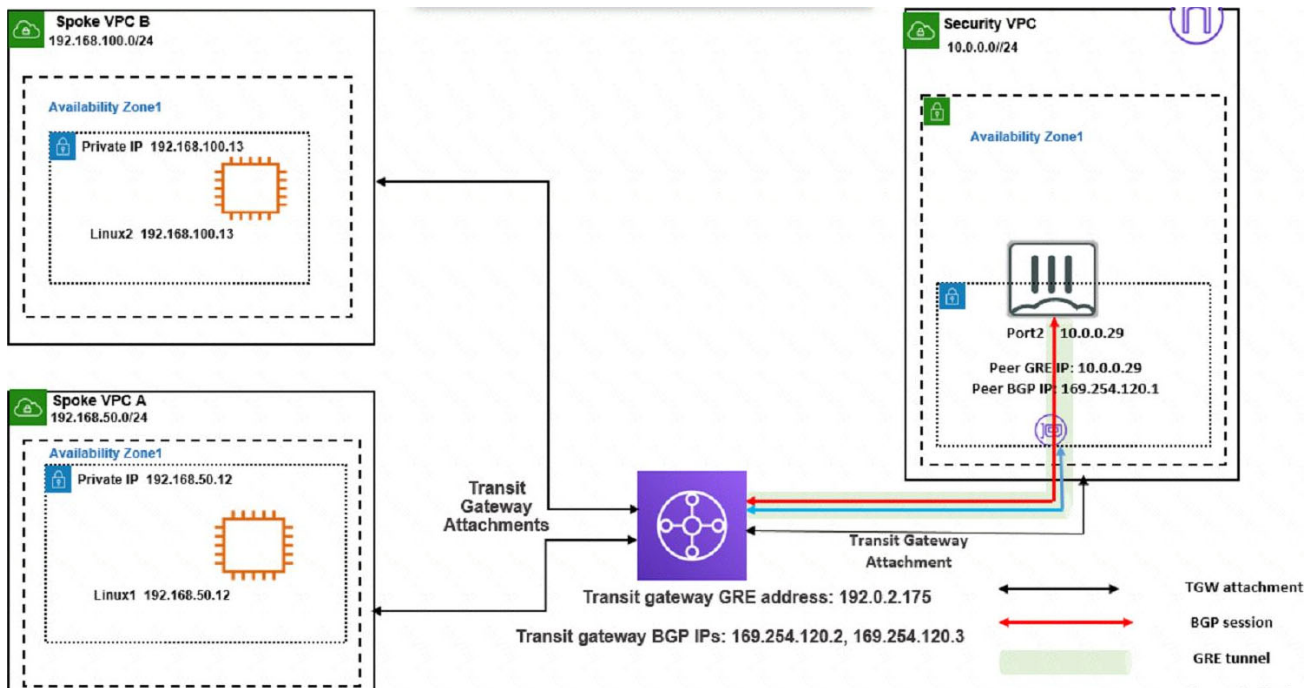 Spoke VPC B
192.168.100.0/24
Availability Zone1
Private IP 192.168.100.13
Linux2 192.168.100.13
Spoke VPC A
192.168.50.0/24
Availability Zone1
Private IP 192.168.50.12
Linux1 192.168.50.12
Transit
Gateway
Attachments
Security VPC
10.0.0.0//24
Availability Zone1
Port2 10.0.0.29
Peer GRE IP: 10.0.0.29
Peer BGP IP: 169.254.120.1
Transit Gateway
Attachment
Transit gateway GRE address: 192.0.2.175
Transit gateway BGP IPs: 169.254.120.2, 169.254.120.3
TGW attachment
BGP session
GRE tunnel